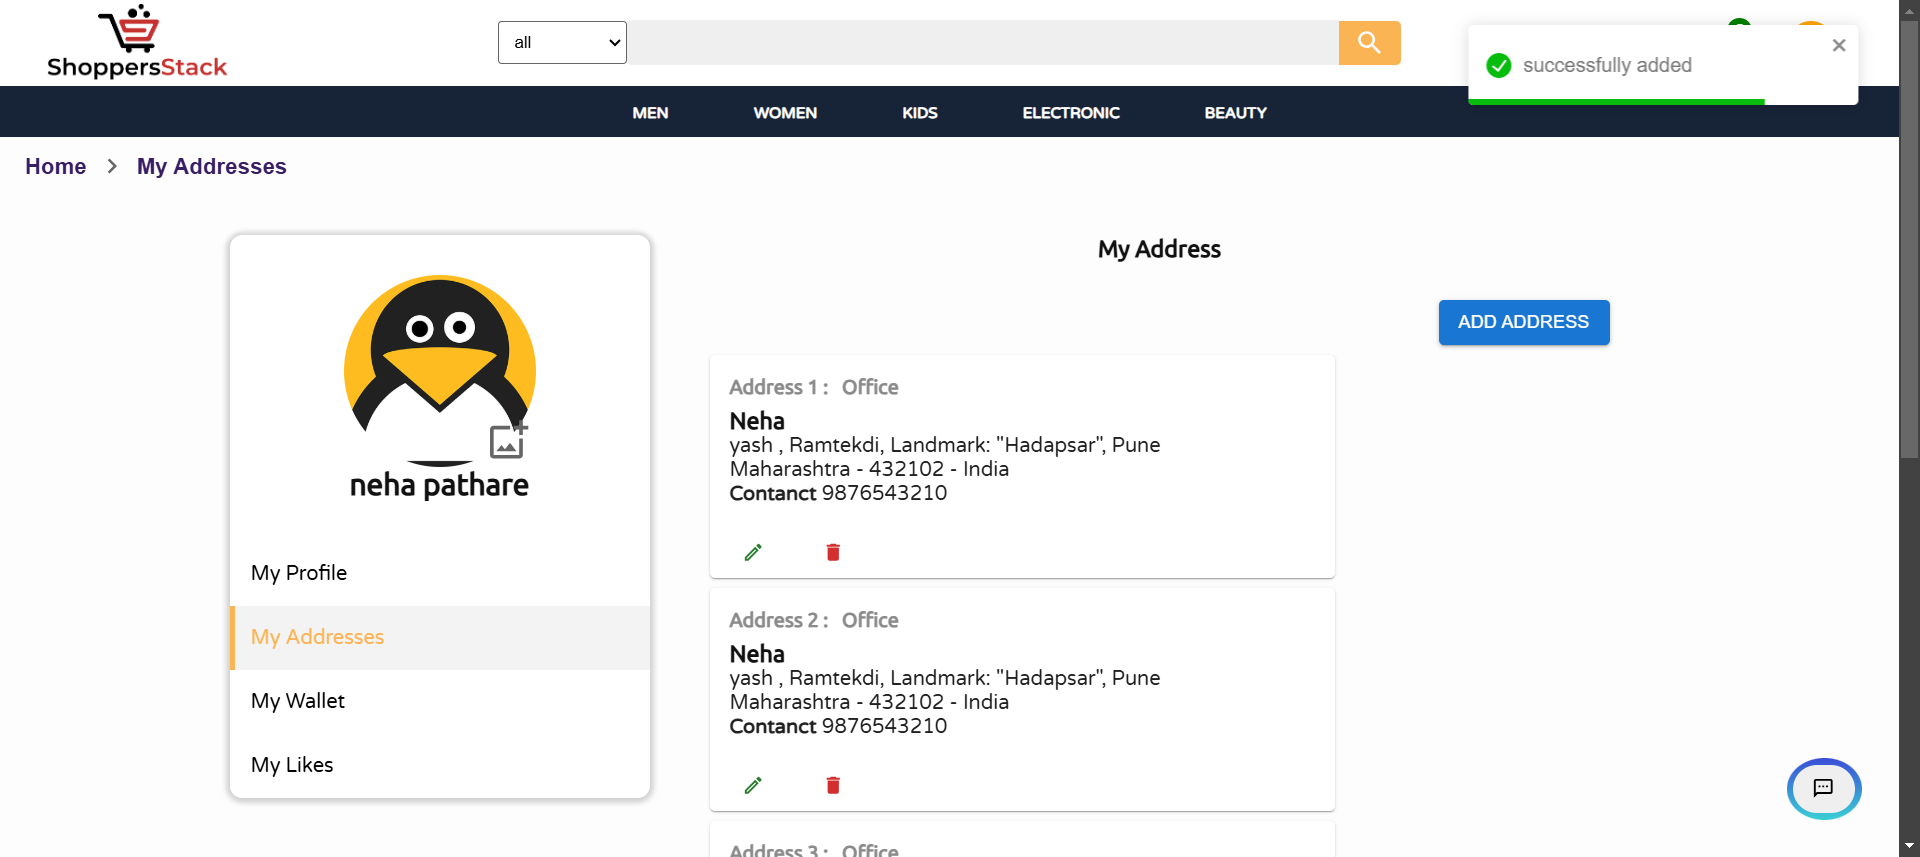 ShoppersStack
all
successfully added
MEN WOMEN KIDS ELECTRONIC BEAUTY
Home > My Addresses
neha pathare
My Profile
My Addresses
My Wallet
My Likes
My Address
ADD ADDRESS
Address 1 : Office
Neha
yash , Ramtekdi, Landmark: "Hadapsar", Pune
Maharashtra - 432102 - India
Contanct 9876543210
Address 2 : Office
Neha
yash , Ramtekdi, Landmark: "Hadapsar", Pune
Maharashtra - 432102 - India
Contanct 9876543210
Address 3 : Office